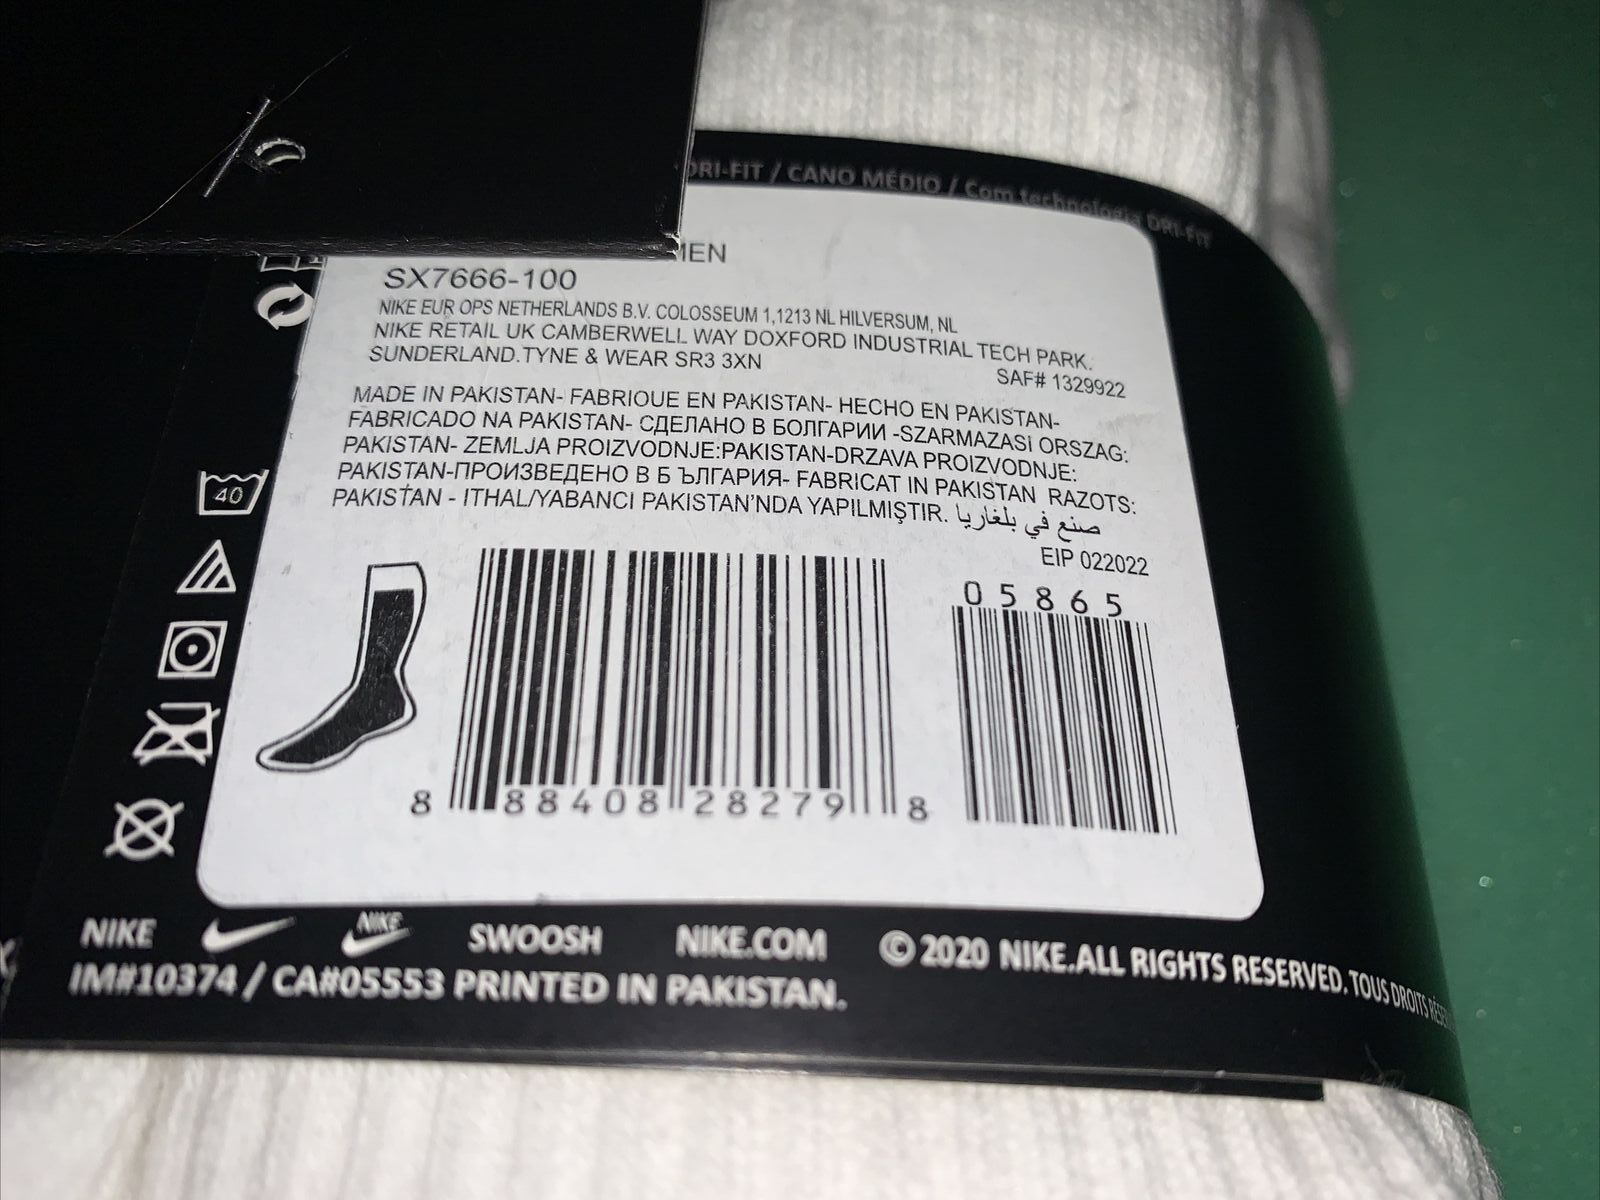 DRI-FIT / CANO MÉDIO / Com technologia DRI-FIT
MEN
SX7666-100
NIKE EUR OPS NETHERLANDS B.V. COLOSSEUM 1,1213 NL HILVERSUM, NL
NIKE RETAIL UK CAMBERWELL WAY DOXFORD INDUSTRIAL TECH PARK.
SUNDERLAND.TYNE & WEAR SR3 3XN
SAF# 1329922
MADE IN PAKISTAN- FABRIQUE EN PAKISTAN- HECHO EN PAKISTAN-
FABRICADO NA PAKISTAN- СДЕЛАНО В БОЛГАРИИ -SZARMAZASI ORSZAG:
PAKISTAN- ZEMLJA PROIZVODNJE:PAKISTAN-DRZAVA PROIZVODNJE:
PAKISTAN-ПРОИЗВЕДЕНО В Б ЪЛГАРИЯ- FABRICAT IN PAKISTAN RAZOTS:
PAKISTAN - ITHAL/YABANCI PAKISTAN'NDA YAPILMIŞTIR. صنع في بلغاريا
EIP 022022
05865
40
8 88408 28279 8
NIKE NIKE SWOOSH NIKE.COM © 2020 NIKE.ALL RIGHTS RESERVED. TOUS DROITS
IM#10374 / CA#05553 PRINTED IN PAKISTAN.